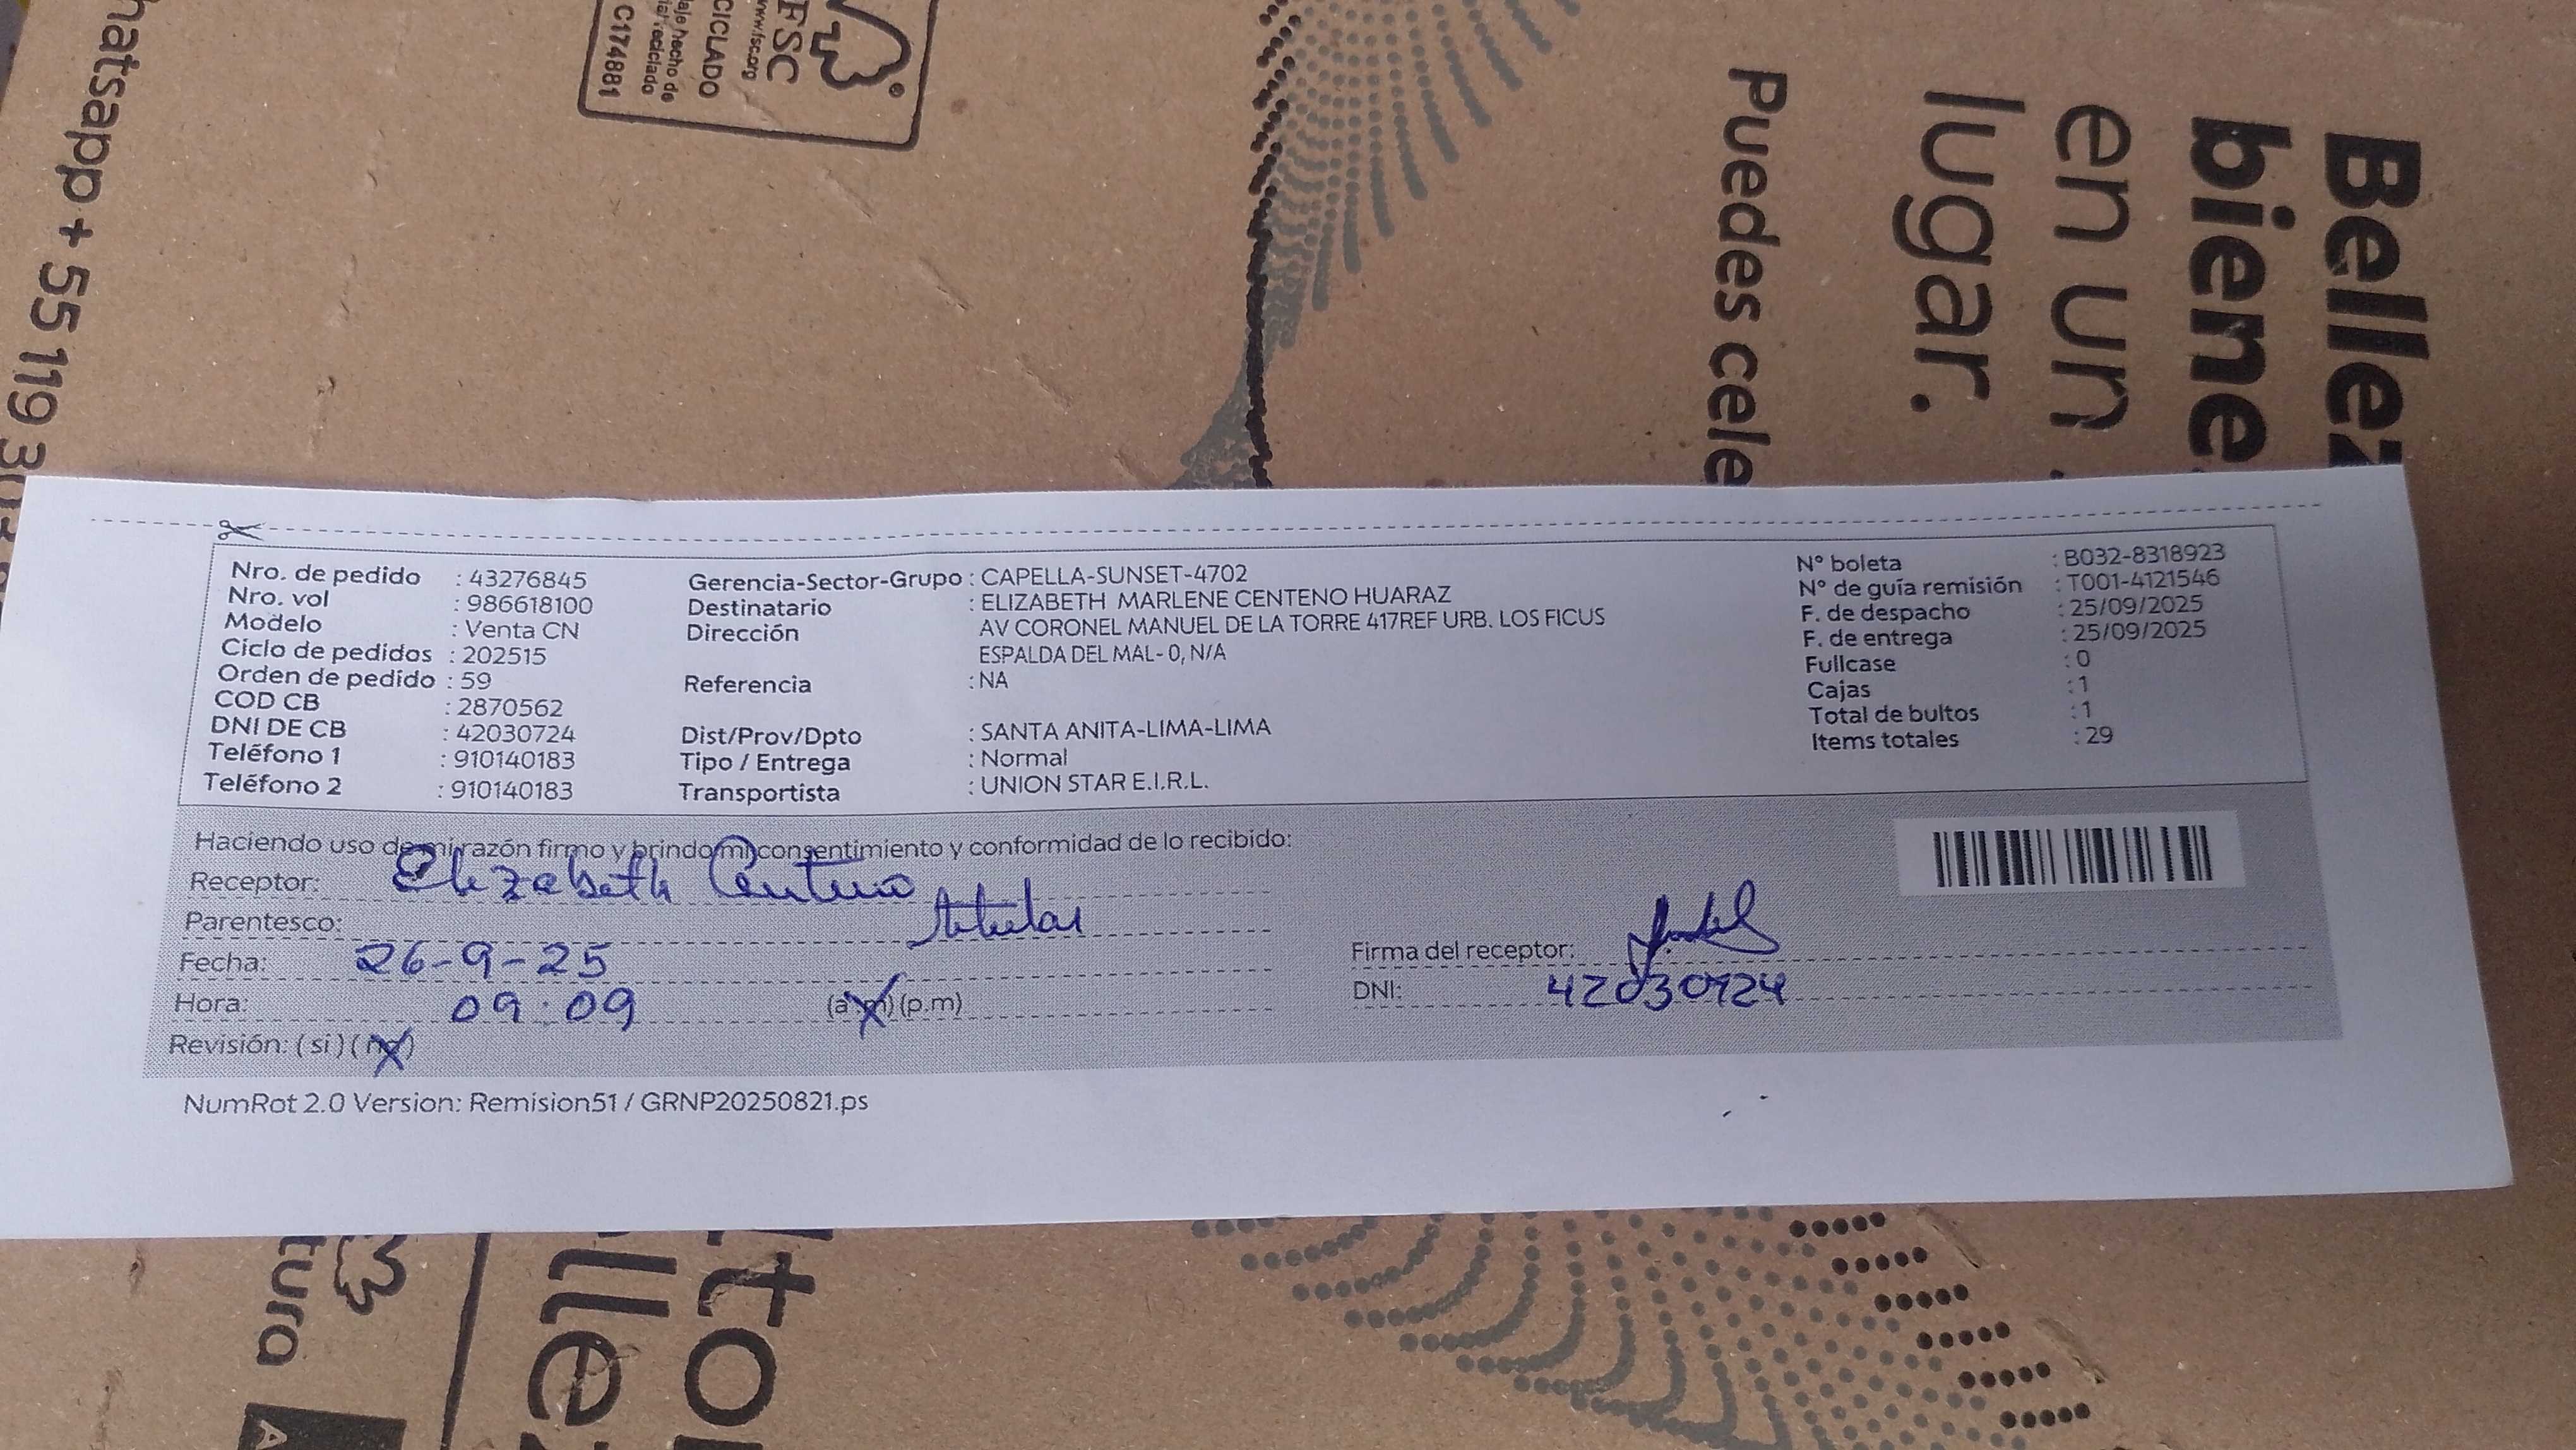 hatsapp + 55 119 3
C174881
aje hecho de
ial reciclado
CICLADO
www.fsc.org
FSC
Puedes cele
Bellez
biene
en un
lugar.
Nro. de pedido : 43276845
Nro. vol : 986618100
Modelo : Venta CN
Ciclo de pedidos : 202515
Orden de pedido : 59
COD CB : 2870562
DNI DE CB : 42030724
Teléfono 1 : 910140183
Teléfono 2 : 910140183
Gerencia-Sector-Grupo : CAPELLA-SUNSET-4702
Destinatario : ELIZABETH MARLENE CENTENO HUARAZ
Dirección AV CORONEL MANUEL DE LA TORRE 417REF URB. LOS FICUS
ESPALDA DEL MAL- 0, N/A
Referencia : NA
Dist/Prov/Dpto : SANTA ANITA-LIMA-LIMA
Tipo / Entrega : Normal
Transportista : UNION STAR E.I.R.L.
N° boleta : B032-8318923
N° de guía remisión : T001-4121546
F. de despacho : 25/09/2025
F. de entrega : 25/09/2025
Fullcase : 0
Cajas : 1
Total de bultos : 1
Items totales : 29
Haciendo uso de mi razón firmo y brindo mi consentimiento y conformidad de lo recibido:
Receptor: Elizabeth Centeno
Parentesco: titular
Fecha: 26-9-25
Hora: 09:09 (a.m) (p.m)
Revisión: ( si ) ( no )
Firma del receptor:
DNI: 42030724
NumRot 2.0 Version: Remision51 / GRNP20250821.ps
tura
A